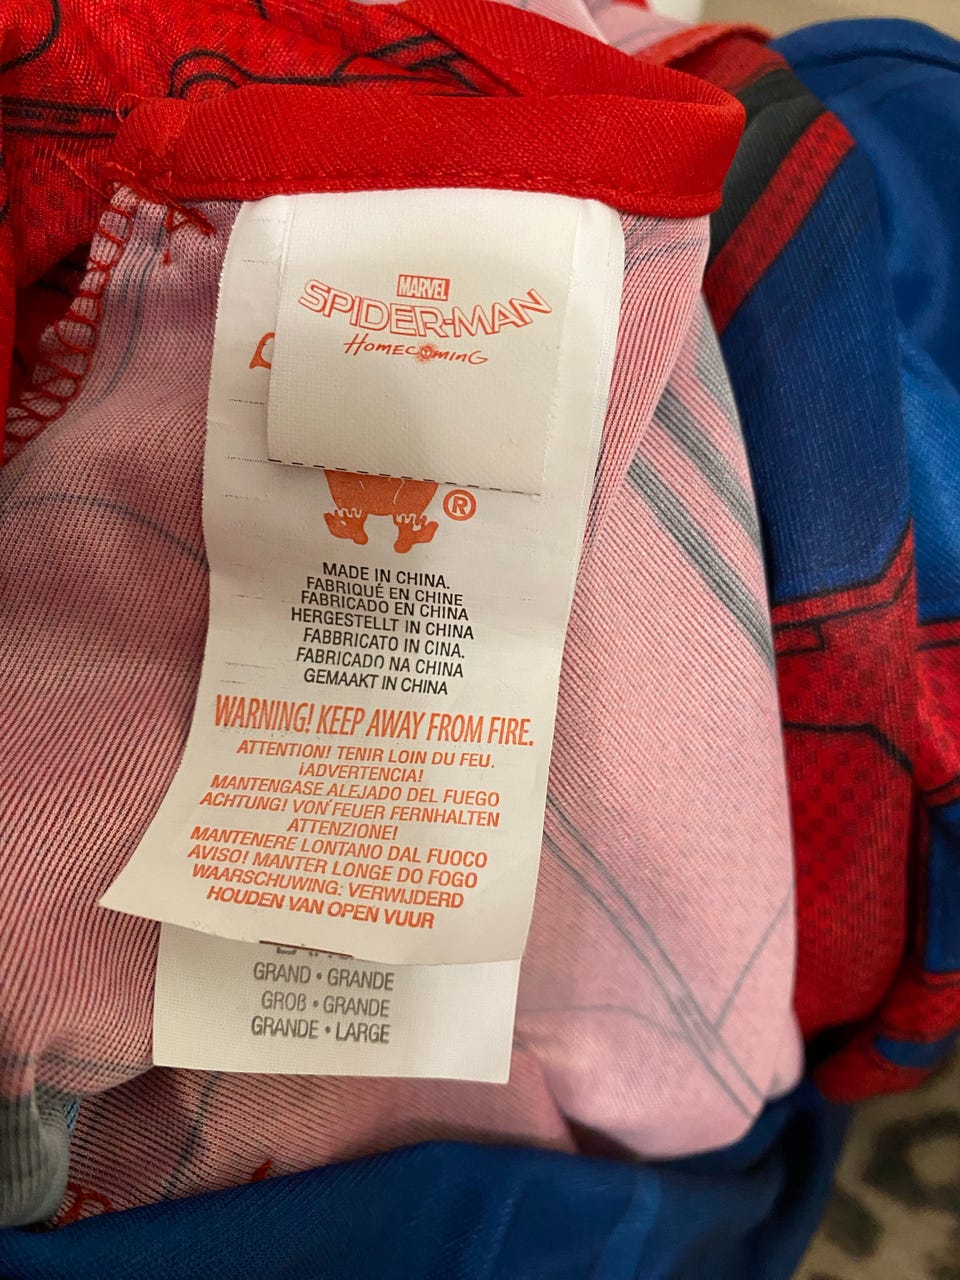 MARVEL
SPIDER-MAN
HOMECOMING
®
MADE IN CHINA.
FABRIQUÉ EN CHINE
FABRICADO EN CHINA
HERGESTELLT IN CHINA
FABBRICATO IN CINA.
FABRICADO NA CHINA
GEMAAKT IN CHINA
WARNING! KEEP AWAY FROM FIRE.
ATTENTION! TENIR LOIN DU FEU.
¡ADVERTENCIA!
MANTENGASE ALEJADO DEL FUEGO
ACHTUNG! VON FEUER FERNHALTEN
ATTENZIONE!
MANTENERE LONTANO DAL FUOCO
AVISO! MANTER LONGE DO FOGO
WAARSCHUWING: VERWIJDERD
HOUDEN VAN OPEN VUUR
GRAND • GRANDE
GROß • GRANDE
GRANDE • LARGE